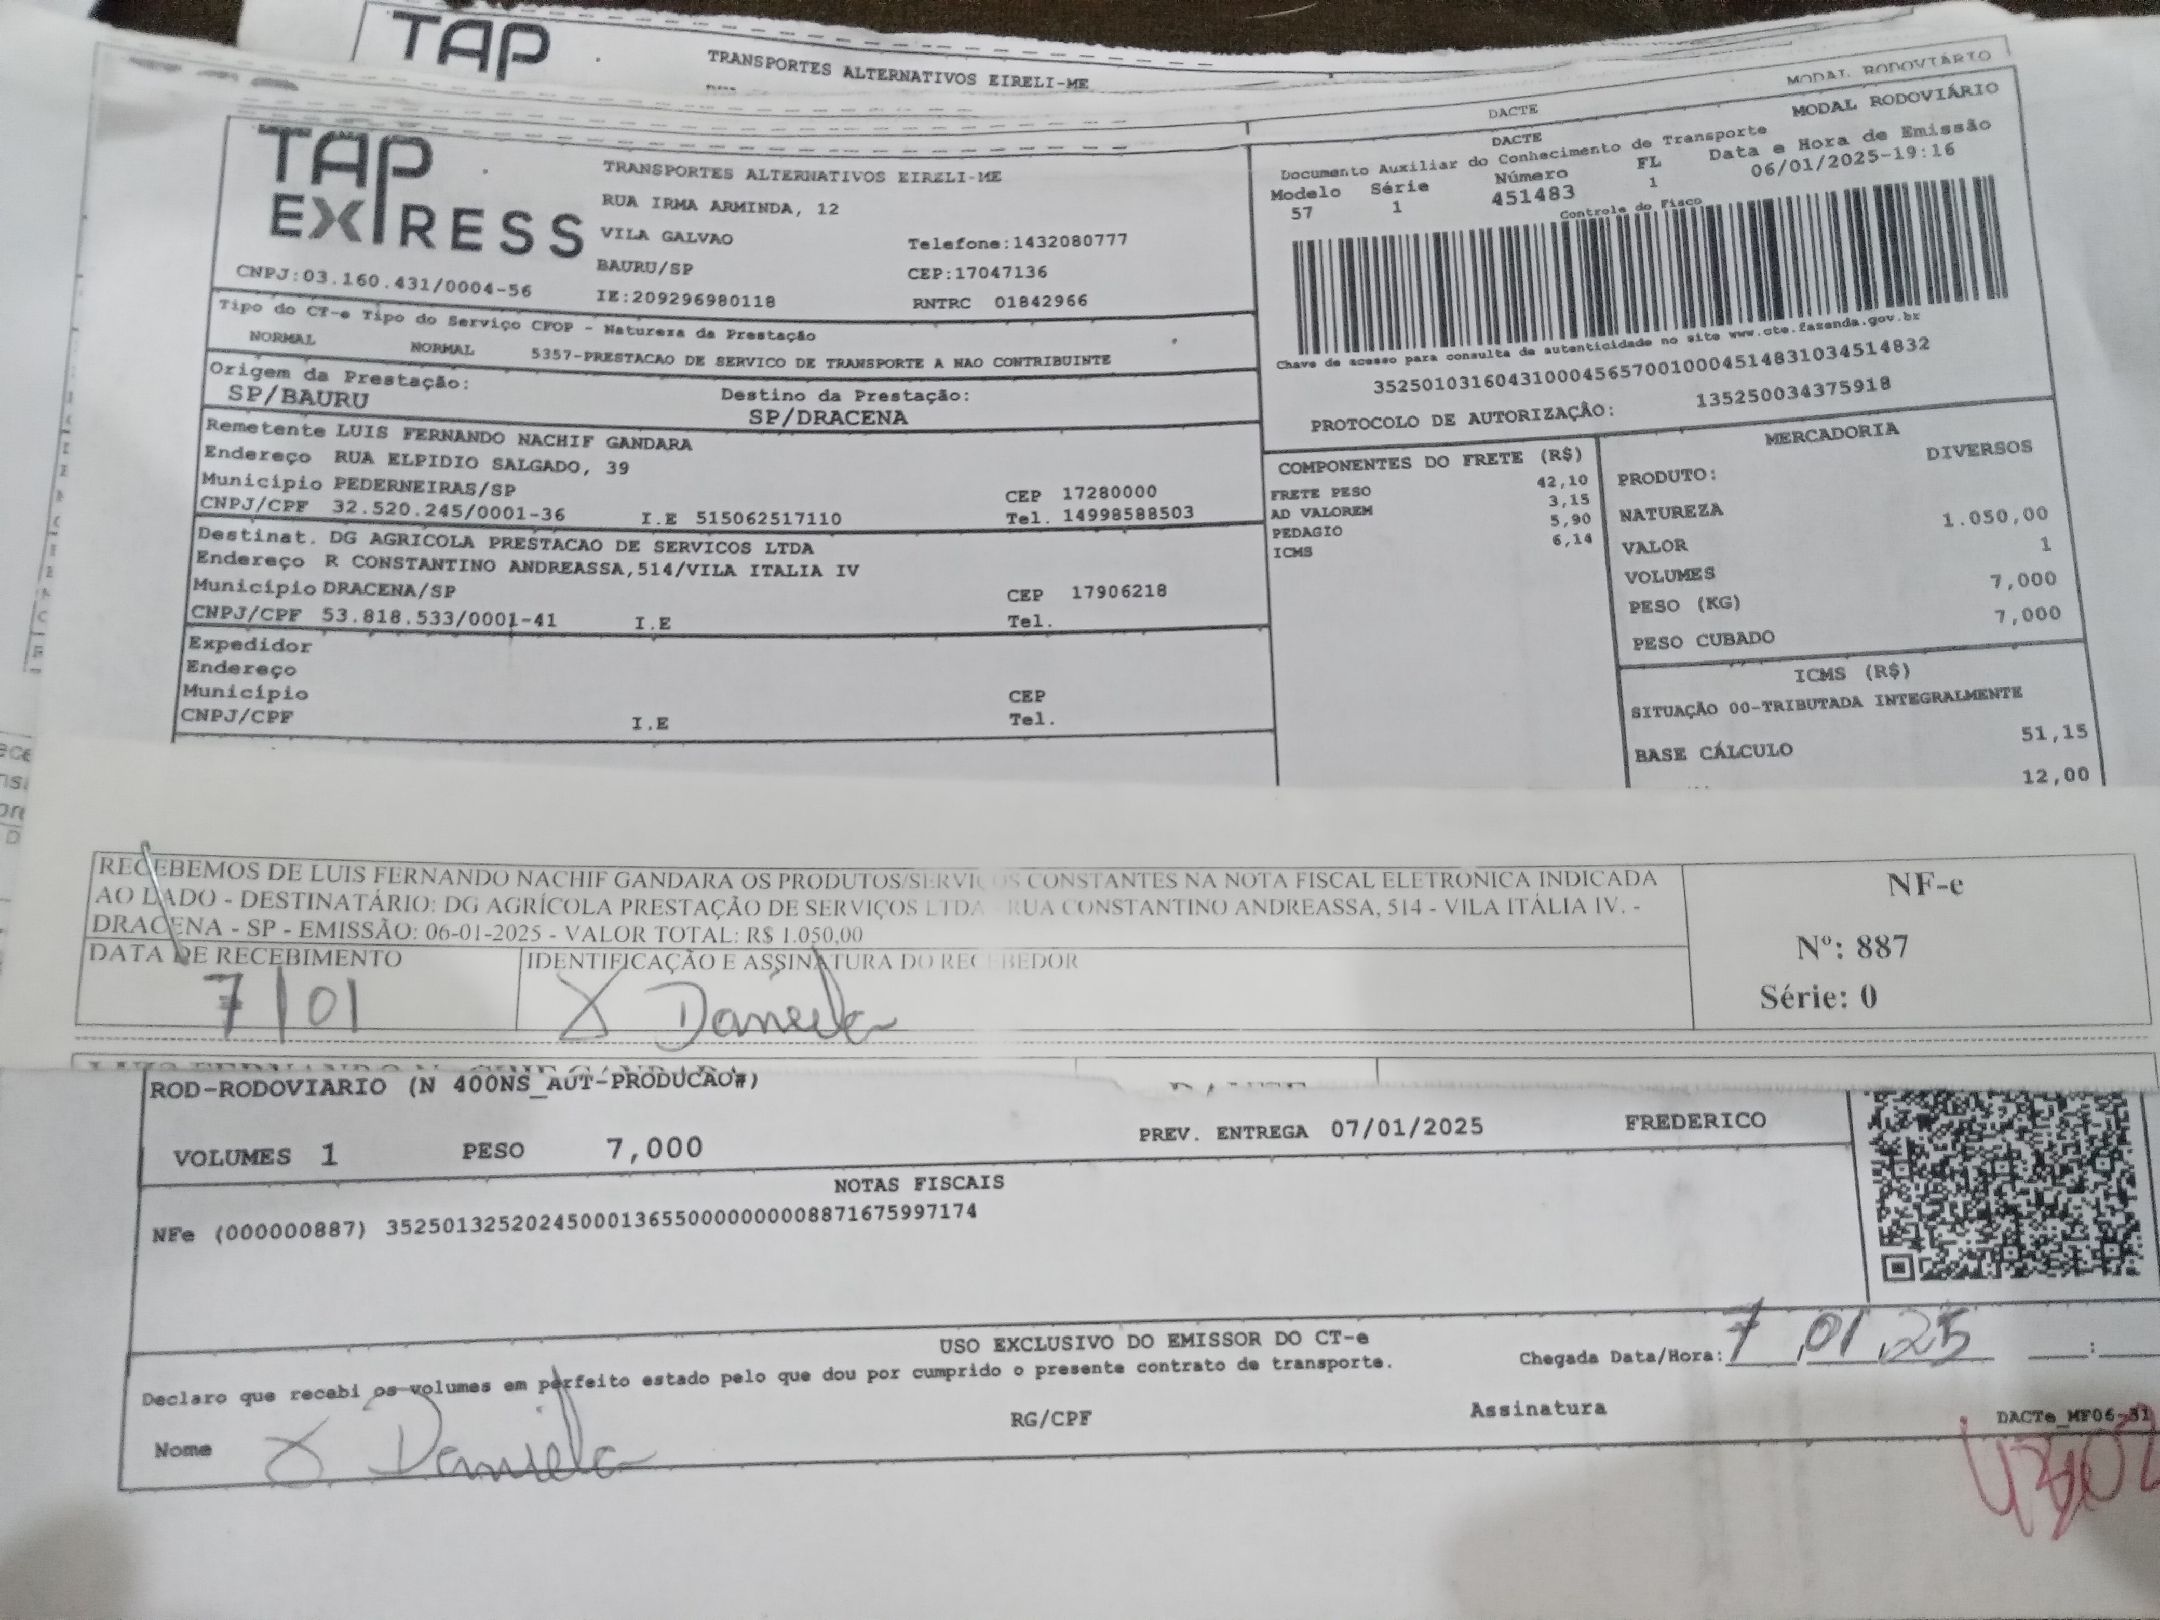 TAP
TRANSPORTES ALTERNATIVOS EIRELI-ME
MODAL RODOVIÁRIO
DACTE
TAP
EXPRESS
CNPJ:03.160.431/0004-56
TRANSPORTES ALTERNATIVOS EIRELI-ME
RUA IRMA ARMINDA, 12
VILA GALVAO
Telefone:1432080777
BAURU/SP
CEP:17047136
IE:209296980118
RNTRC 01842966
DACTE
MODAL RODOVIÁRIO
Documento Auxiliar do Conhecimento de Transporte
Modelo Série Número FL Data e Hora de Emissão
57 1 451483 1 06/01/2025-19:16
Controle do Fisco
Chave de acesso para consulta de autenticidade no site www.cte.fazenda.gov.br
35250103160431000456570010004514831034514832
PROTOCOLO DE AUTORIZAÇÃO: 135250034375918
Tipo do CT-e Tipo do Serviço CFOP - Natureza da Prestação
NORMAL NORMAL 5357-PRESTACAO DE SERVICO DE TRANSPORTE A NAO CONTRIBUINTE
Origem da Prestação: Destino da Prestação:
SP/BAURU SP/DRACENA
Remetente LUIS FERNANDO NACHIF GANDARA
Endereço RUA ELPIDIO SALGADO, 39
Município PEDERNEIRAS/SP CEP 17280000
CNPJ/CPF 32.520.245/0001-36 I.E 515062517110 Tel. 14998588503
Destinat. DG AGRICOLA PRESTACAO DE SERVICOS LTDA
Endereço R CONSTANTINO ANDREASSA,514/VILA ITALIA IV
Município DRACENA/SP CEP 17906218
CNPJ/CPF 53.818.533/0001-41 I.E Tel.
Expedidor
Endereço
Município CEP
CNPJ/CPF I.E Tel.
COMPONENTES DO FRETE (R$)
FRETE PESO 42,10
AD VALOREM 3,15
PEDAGIO 5,90
ICMS 6,14
MERCADORIA
PRODUTO: DIVERSOS
NATUREZA
VALOR 1.050,00
VOLUMES 1
PESO (KG) 7,000
PESO CUBADO 7,000
ICMS (R$)
SITUAÇÃO 00-TRIBUTADA INTEGRALMENTE
BASE CÁLCULO 51,15
12,00
RECEBEMOS DE LUIS FERNANDO NACHIF GANDARA OS PRODUTOS/SERVIÇOS CONSTANTES NA NOTA FISCAL ELETRONICA INDICADA
AO LADO - DESTINATÁRIO: DG AGRÍCOLA PRESTAÇÃO DE SERVIÇOS LTDA - RUA CONSTANTINO ANDREASSA, 514 - VILA ITÁLIA IV. -
DRACENA - SP - EMISSÃO: 06-01-2025 - VALOR TOTAL: R$ 1.050,00
DATA DE RECEBIMENTO IDENTIFICAÇÃO E ASSINATURA DO RECEBEDOR
7/01 X Daniela
NF-e
Nº: 887
Série: 0
ROD-RODOVIARIO (N 400NS_AUT-PRODUCAO#)
VOLUMES 1 PESO 7,000 PREV. ENTREGA 07/01/2025 FREDERICO
NOTAS FISCAIS
NFe (000000887) 35250132520245000136550000000008871675997174
USO EXCLUSIVO DO EMISSOR DO CT-e
Declaro que recebi os volumes em perfeito estado pelo que dou por cumprido o presente contrato de transporte.
Chegada Data/Hora: 7 01 25 :
Nome X Daniela RG/CPF Assinatura
DACTe_MF06-31